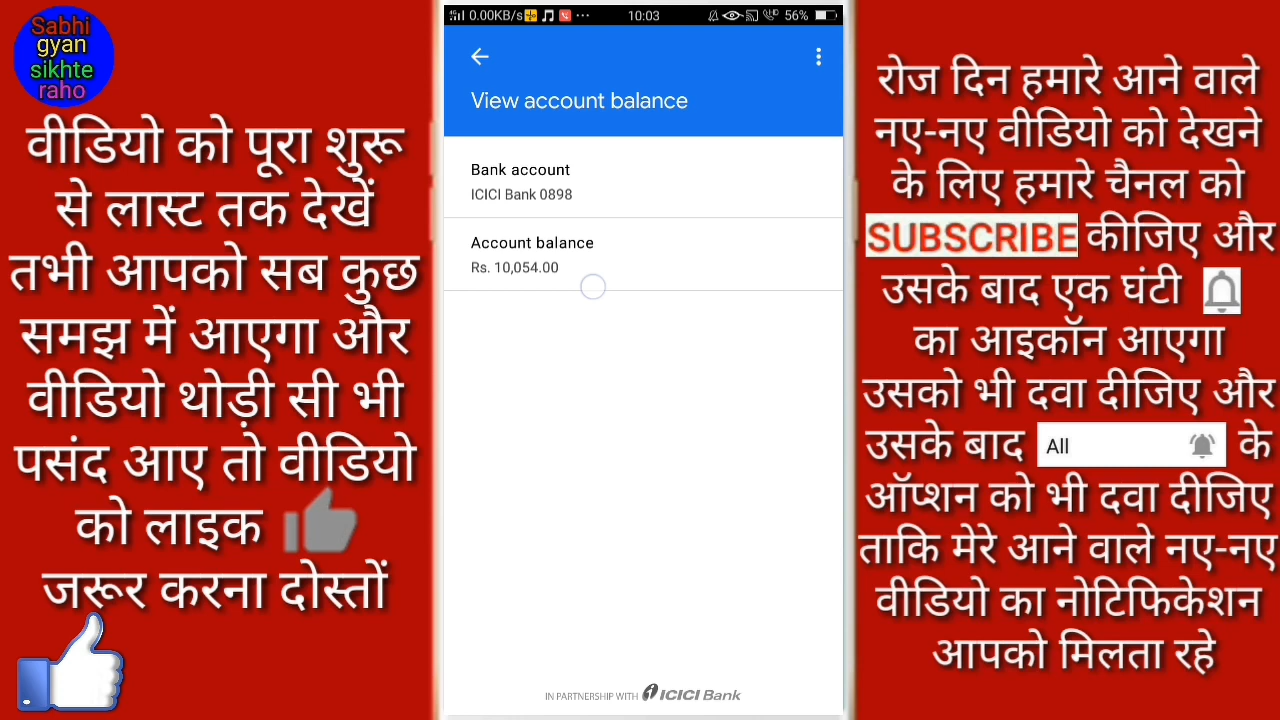 Sabhi
gyan
sikhte
raho
वीडियो को पूरा शुरू
से लास्ट तक देखें
तभी आपको सब कुछ
समझ में आएगा और
वीडियो थोड़ी सी भी
पसंद आए तो वीडियो
को लाइक
जरूर करना दोस्तों
0.00KB/s
10:03
56%
View account balance
Bank account
ICICI Bank 0898
Account balance
Rs. 10,054.00
IN PARTNERSHIP WITH ICICI Bank
रोज दिन हमारे आने वाले
नए-नए वीडियो को देखने
के लिए हमारे चैनल को
SUBSCRIBE कीजिए और
उसके बाद एक घंटी
का आइकॉन आएगा
उसको भी दवा दीजिए और
उसके बाद All के
ऑप्शन को भी दवा दीजिए
ताकि मेरे आने वाले नए-नए
वीडियो का नोटिफिकेशन
आपको मिलता रहे